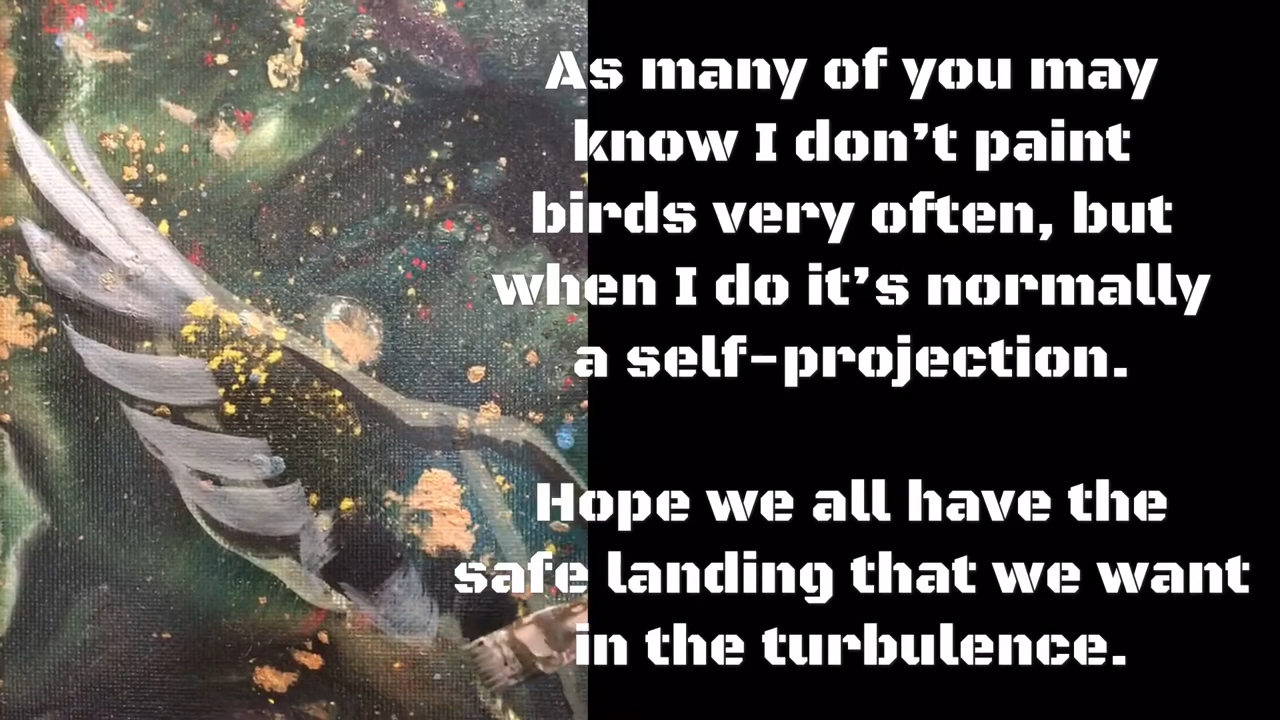 As many of you may
know I don’t paint
birds very often, but
when I do it’s normally
a self-projection.
Hope we all have the
safe landing that we want
in the turbulence.